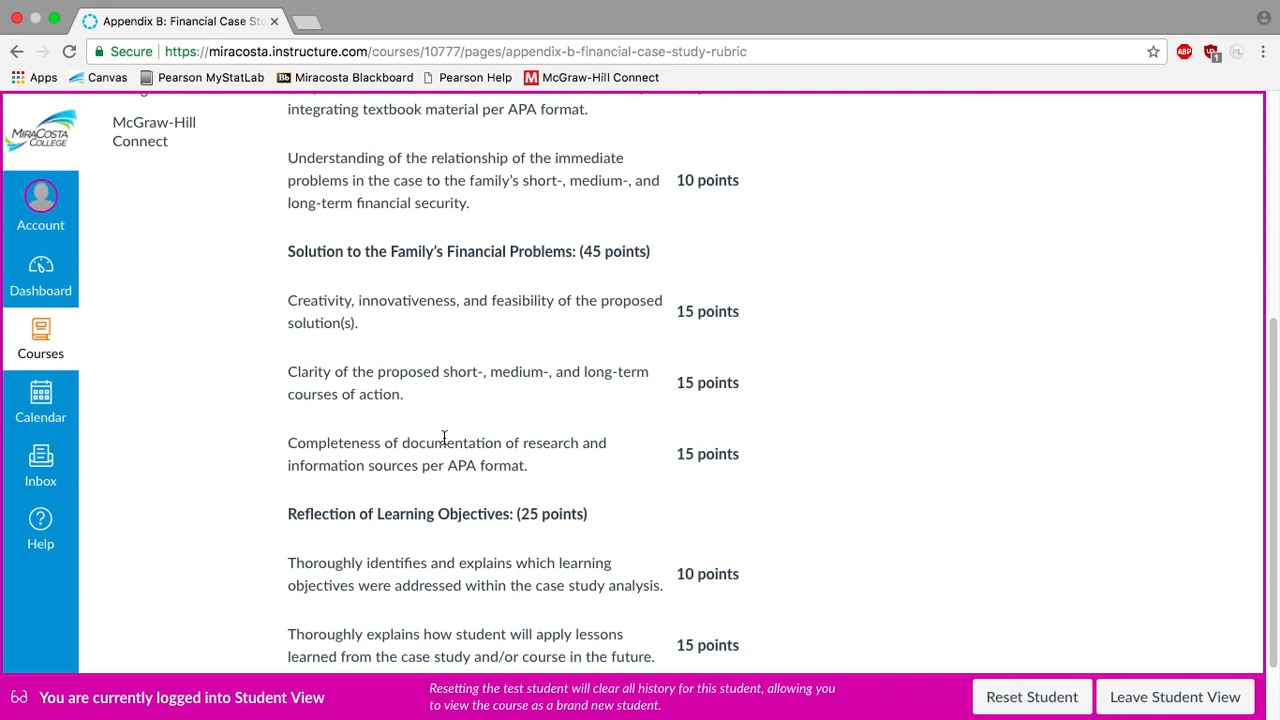 Appendix B: Financial Case Stu
Secure https://miracosta.instructure.com/courses/10777/pages/appendix-b-financial-case-study-rubric
ABP
1
Apps Canvas Pearson MyStatLab Bb Miracosta Blackboard Pearson Help M McGraw-Hill Connect
MIRACOSTA
COLLEGE
Account
Dashboard
Courses
Calendar
Inbox
Help
McGraw-Hill
Connect
integrating textbook material per APA format.
Understanding of the relationship of the immediate
problems in the case to the family's short-, medium-, and
long-term financial security.
10 points
Solution to the Family's Financial Problems: (45 points)
Creativity, innovativeness, and feasibility of the proposed
solution(s).
15 points
Clarity of the proposed short-, medium-, and long-term
courses of action.
15 points
Completeness of documentation of research and
information sources per APA format.
15 points
Reflection of Learning Objectives: (25 points)
Thoroughly identifies and explains which learning
objectives were addressed within the case study analysis.
10 points
Thoroughly explains how student will apply lessons
learned from the case study and/or course in the future.
15 points
You are currently logged into Student View
Resetting the test student will clear all history for this student, allowing you
to view the course as a brand new student.
Reset Student
Leave Student View